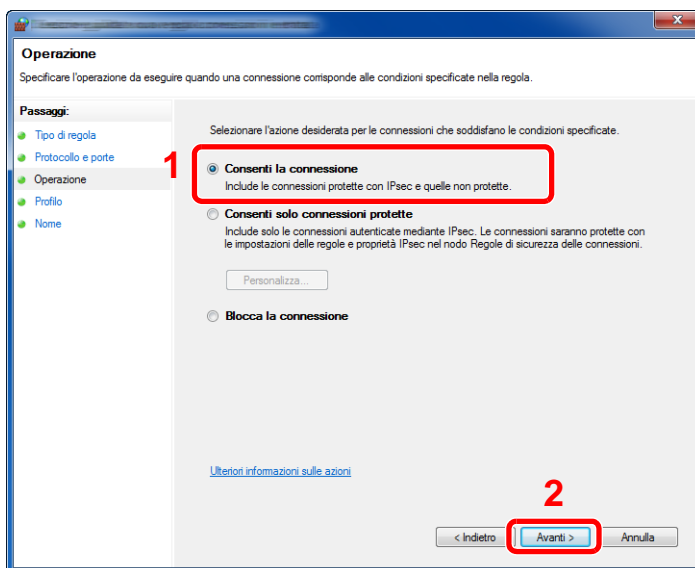 Operazione
Specificare l'operazione da eseguire quando una connessione corrisponde alle condizioni specificate nella regola.
Passaggi:
Tipo di regola
Protocollo e porte
Operazione
Profilo
Nome
Selezionare l'azione desiderata per le connessioni che soddisfano le condizioni specificate.
1
Consenti la connessione
Include le connessioni protette con IPsec e quelle non protette.
Consenti solo connessioni protette
Include solo le connessioni autenticate mediante IPsec. Le connessioni saranno protette con
le impostazioni delle regole e proprietà IPsec nel nodo Regole di sicurezza delle connessioni.
Personalizza...
Blocca la connessione
Ulteriori informazioni sulle azioni
2
< Indietro
Avanti >
Annulla